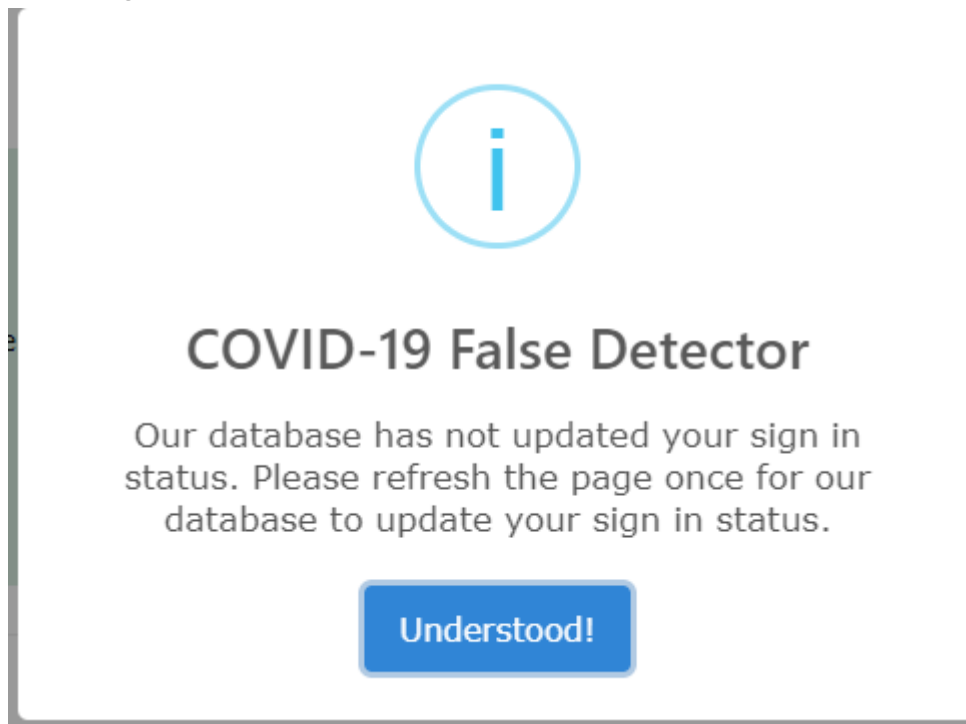 COVID-19 False Detector
Our database has not updated your sign in
status. Please refresh the page once for our
database to update your sign in status.
Understood!